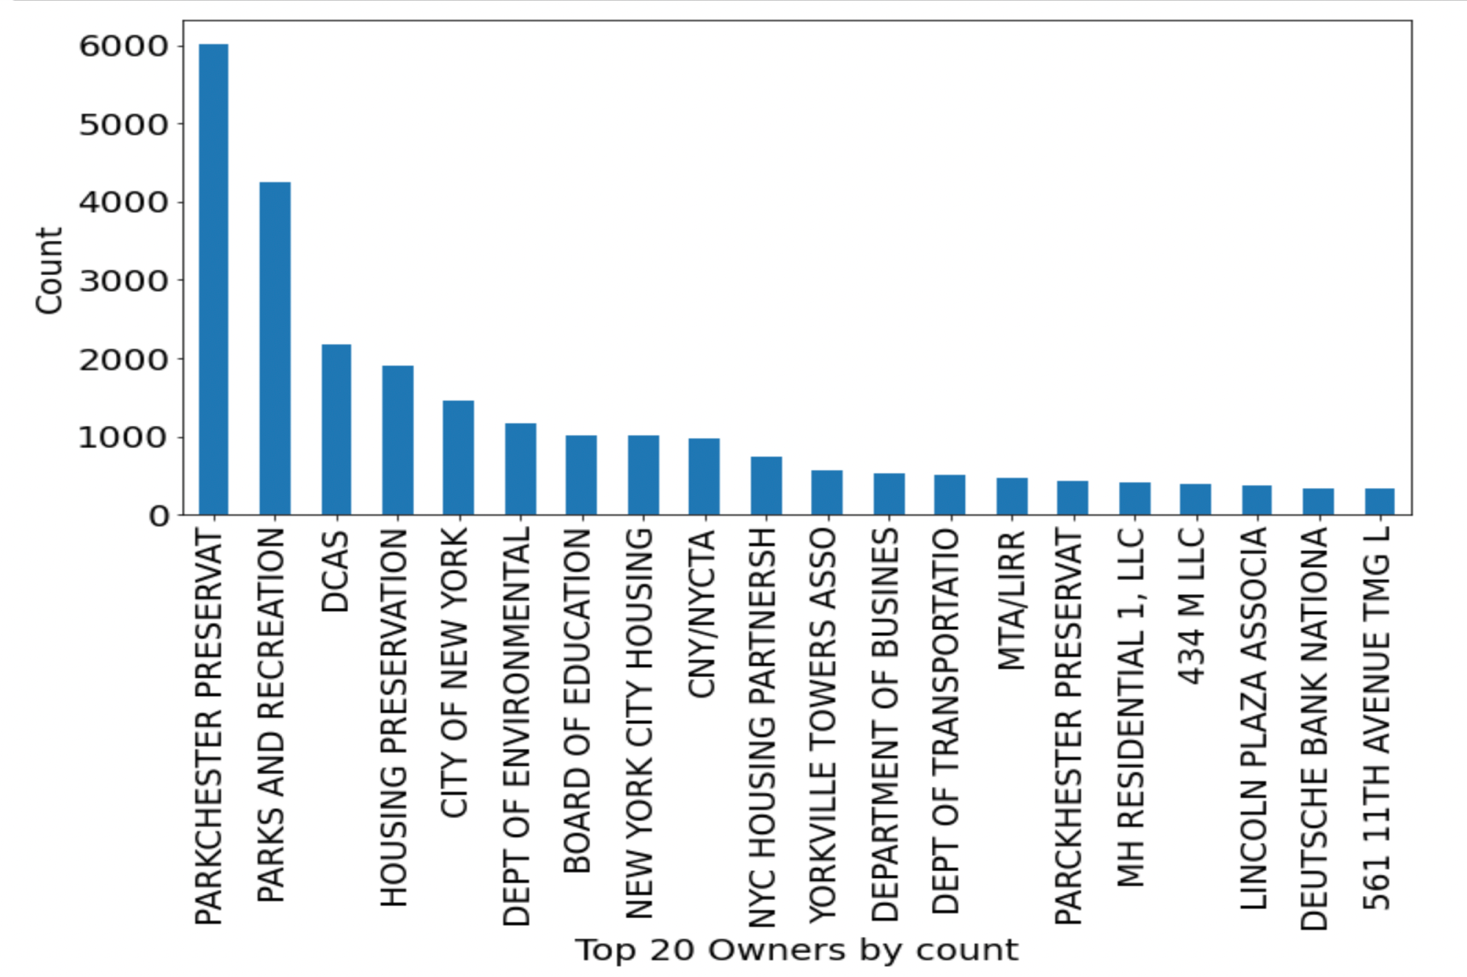 6000
5000
4000
3000
2000
1000
0
Count
PARKCHESTER PRESERVAT
PARKS AND RECREATION
DCAS
HOUSING PRESERVATION
CITY OF NEW YORK
DEPT OF ENVIRONMENTAL
BOARD OF EDUCATION
NEW YORK CITY HOUSING
CNY/NYCTA
NYC HOUSING PARTNERSH
YORKVILLE TOWERS ASSO
DEPARTMENT OF BUSINES
DEPT OF TRANSPORTATIO
MTA/LIRR
PARCKHESTER PRESERVAT
MH RESIDENTIAL 1, LLC
434 M LLC
LINCOLN PLAZA ASSOCIA
DEUTSCHE BANK NATIONA
561 11TH AVENUE TMG L
Top 20 Owners by count